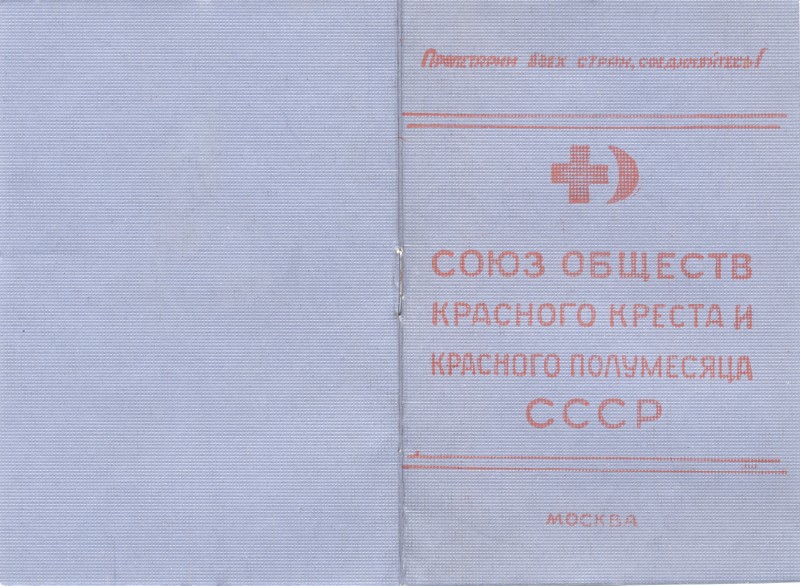 Пролетарии всех стран, соединяйтесь!
СОЮЗ ОБЩЕСТВ
КРАСНОГО КРЕСТА И
КРАСНОГО ПОЛУМЕСЯЦА
СССР
МОСКВА